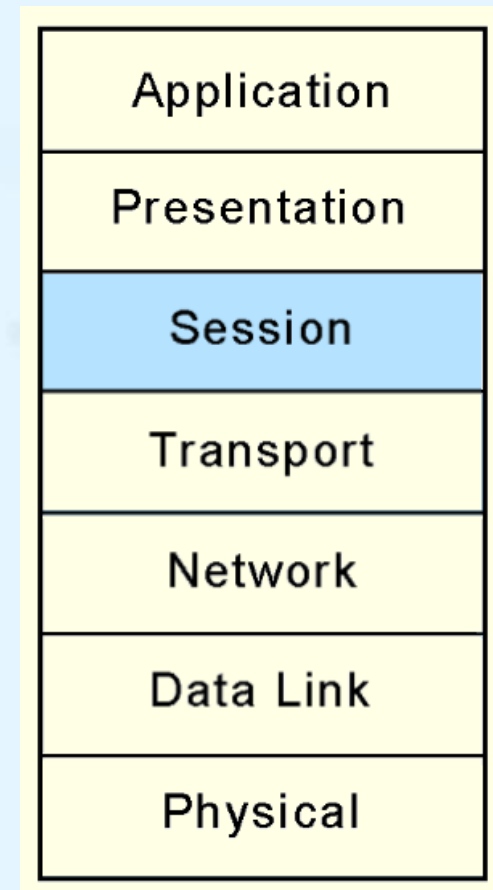 Application
Presentation
Session
Transport
Network
Data Link
Physical